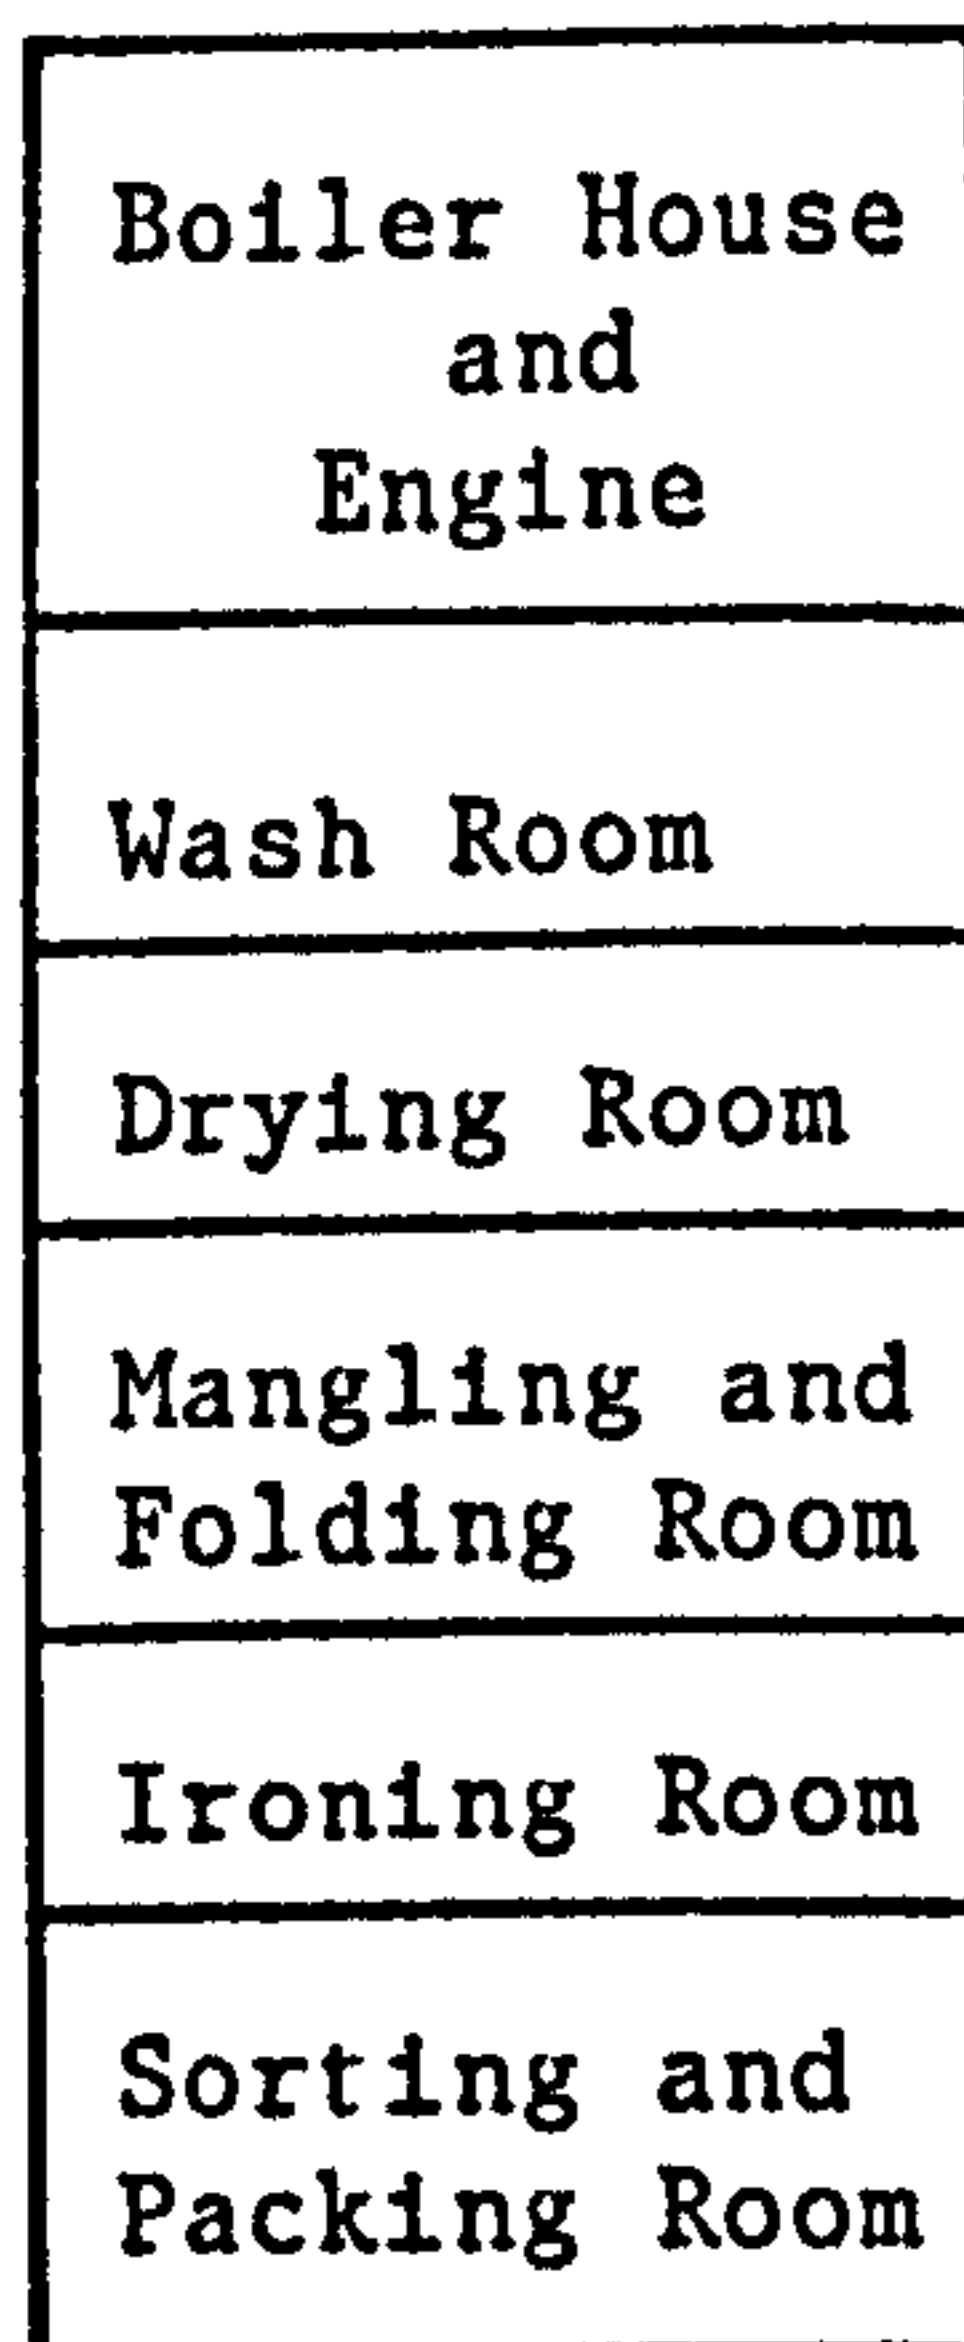 Boiler House
and
Engine
Wash Room
Drying Room
Mangling and
Folding Room
Ironing Room
Sorting and
Packing Room